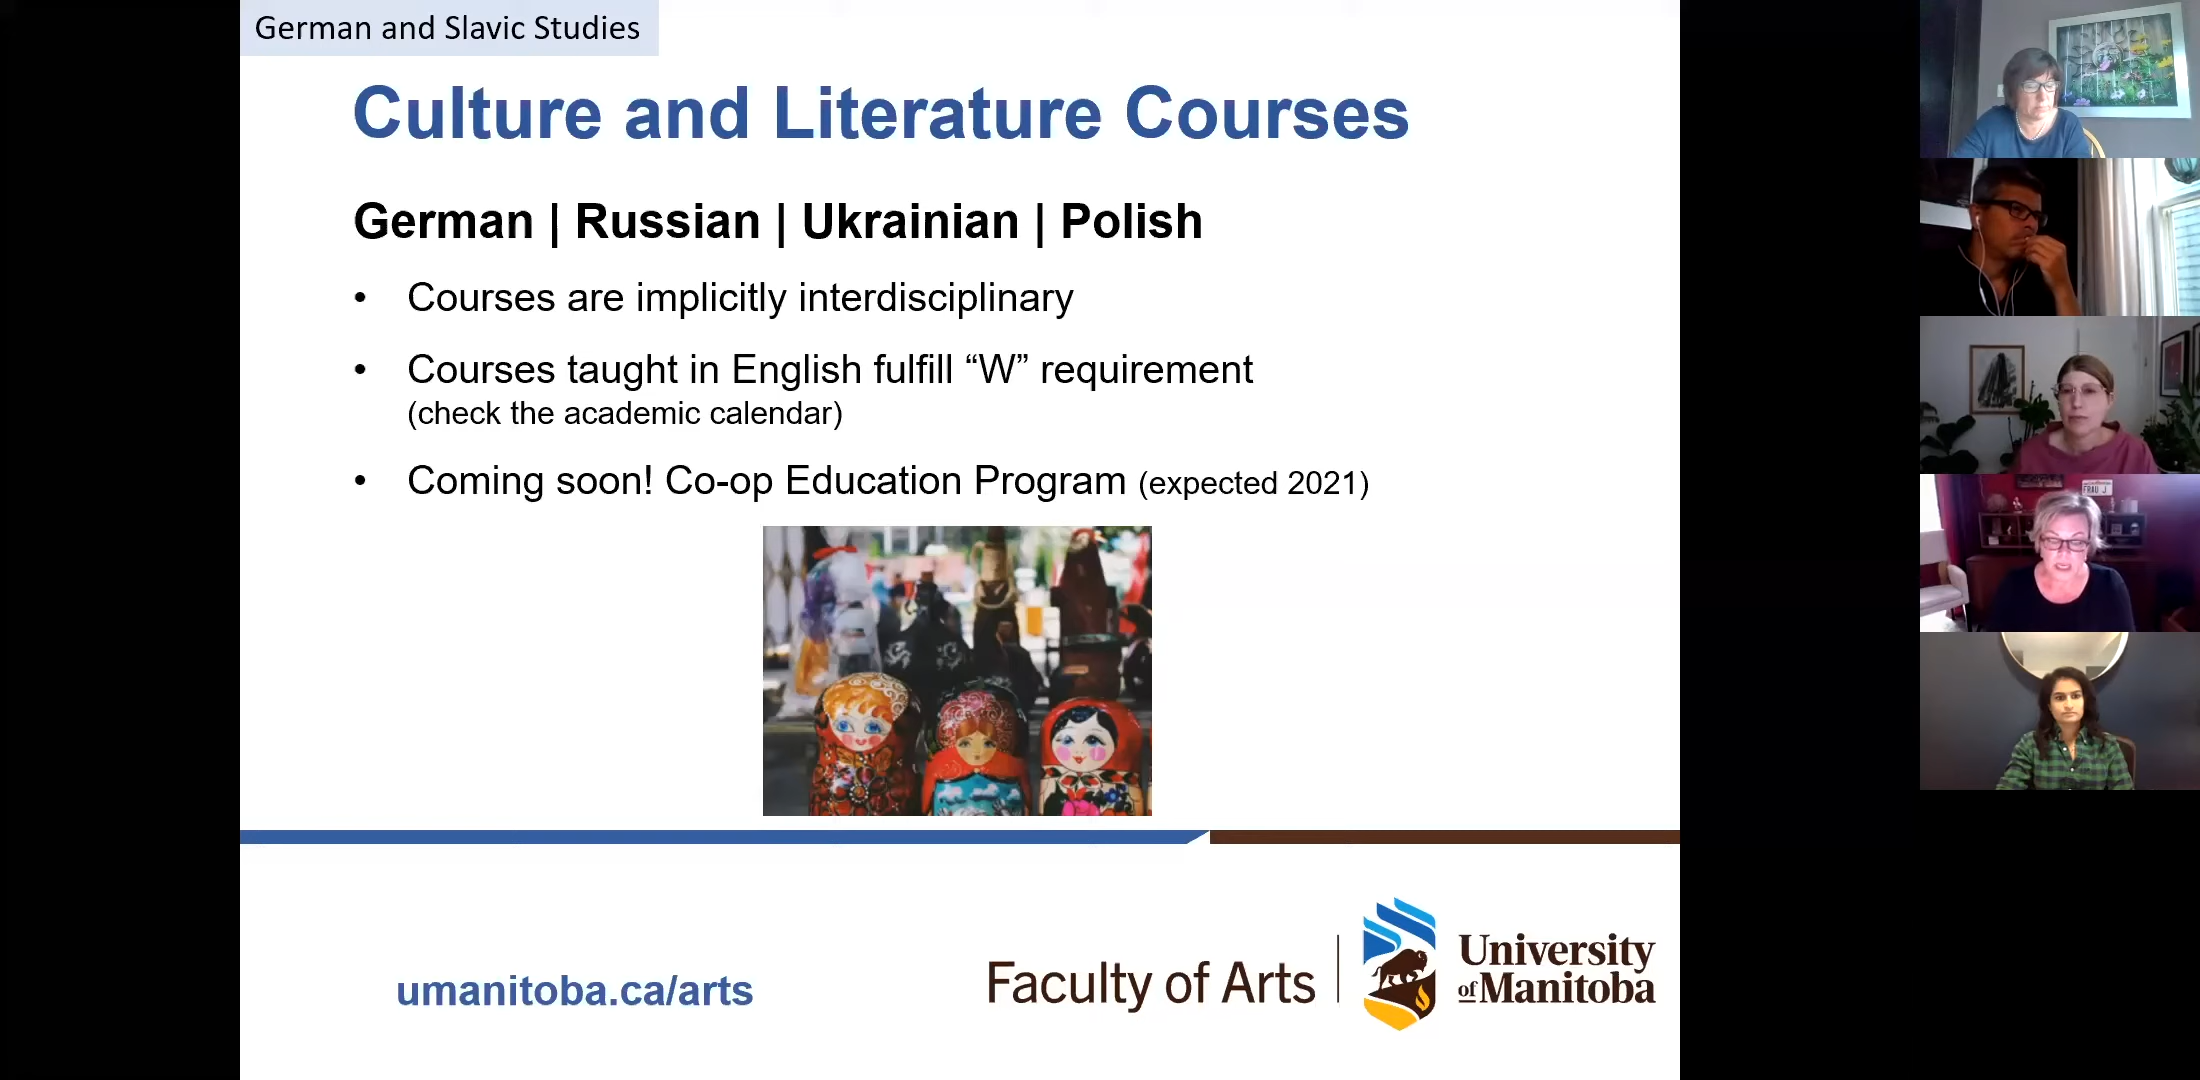 German and Slavic Studies
Culture and Literature Courses
German | Russian | Ukrainian | Polish
• Courses are implicitly interdisciplinary
• Courses taught in English fulfill “W” requirement
(check the academic calendar)
• Coming soon! Co-op Education Program (expected 2021)
umanitoba.ca/arts
Faculty of Arts
University
of Manitoba
FRAU J